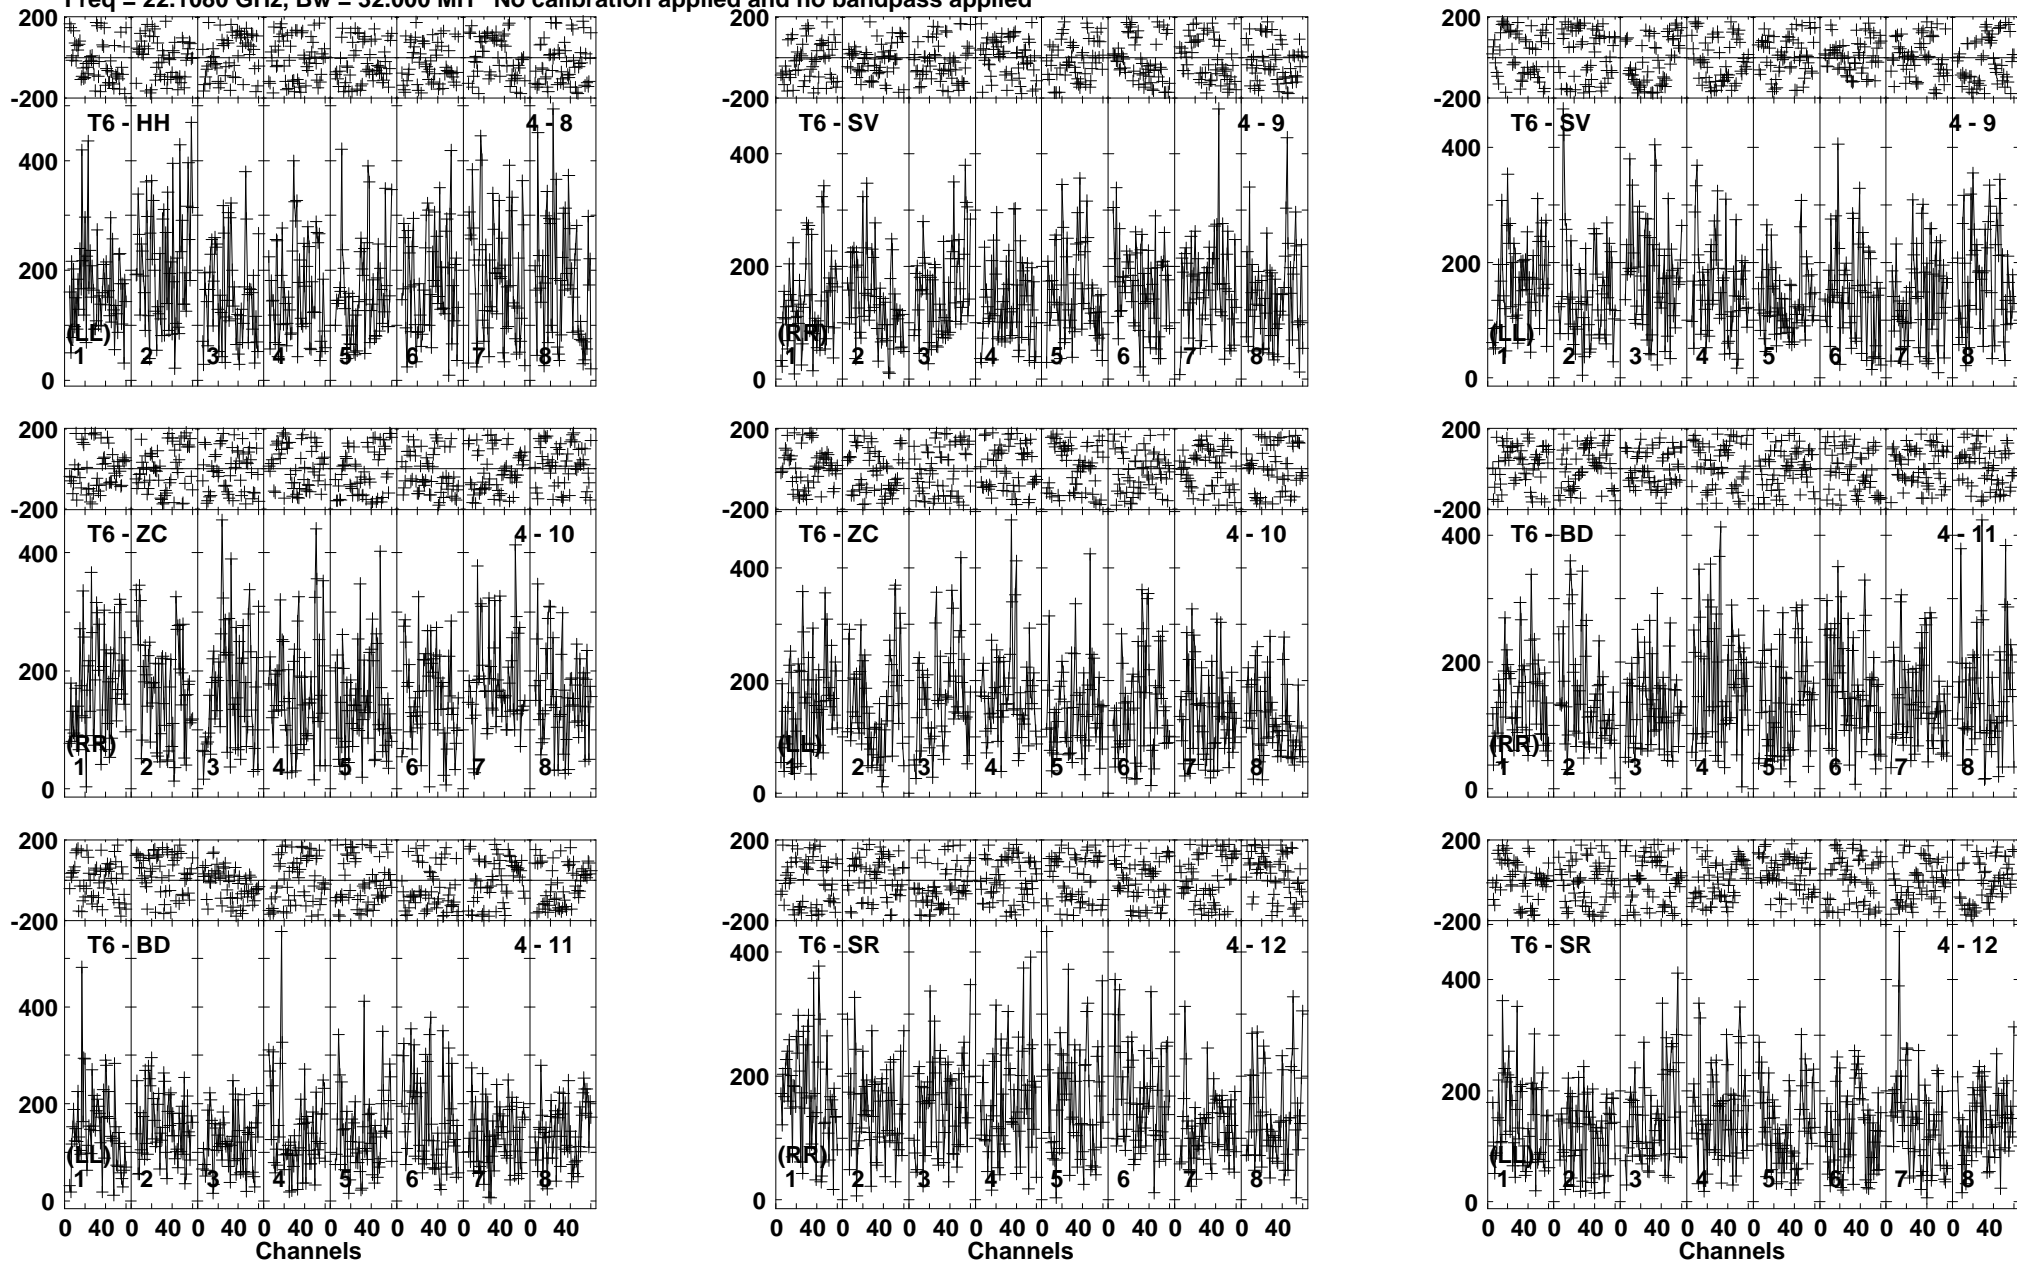 Freq = 22.1080 GHz, Bw = 32.000 MH No calibration applied and no bandpass applied
200 200 200
-200 -200 -200
T6 - HH 4 - 8 T6 - SV 4 - 9 T6 - SV 4 - 9
400 400 400
200 200 200
(LL) (RR) (LL)
1 2 3 4 5 6 7 8 1 2 3 4 5 6 7 8 1 2 3 4 5 6 7 8
0 0 0
200 200 200
-200 -200 -200
T6 - ZC 4 - 10 T6 - ZC 4 - 10 T6 - BD 4 - 11
400 400 400
200 200 200
(RR) (LL) (RR)
1 2 3 4 5 6 7 8 1 2 3 4 5 6 7 8 1 2 3 4 5 6 7 8
0 0 0
200 200 200
-200 -200 -200
T6 - BD 4 - 11 T6 - SR 4 - 12 T6 - SR 4 - 12
400 400 400
200 200 200
(LL) (RR) (LL)
1 2 3 4 5 6 7 8 1 2 3 4 5 6 7 8 1 2 3 4 5 6 7 8
0 0 0
0 40 0 40 0 40 0 40 0 40 0 40 0 40 0 40 0 40 0 40 0 40 0 40 0 40 0 40 0 40 0 40 0 40 0 40 0 40 0 40 0 40 0 40 0 40 0 40
Channels Channels Channels